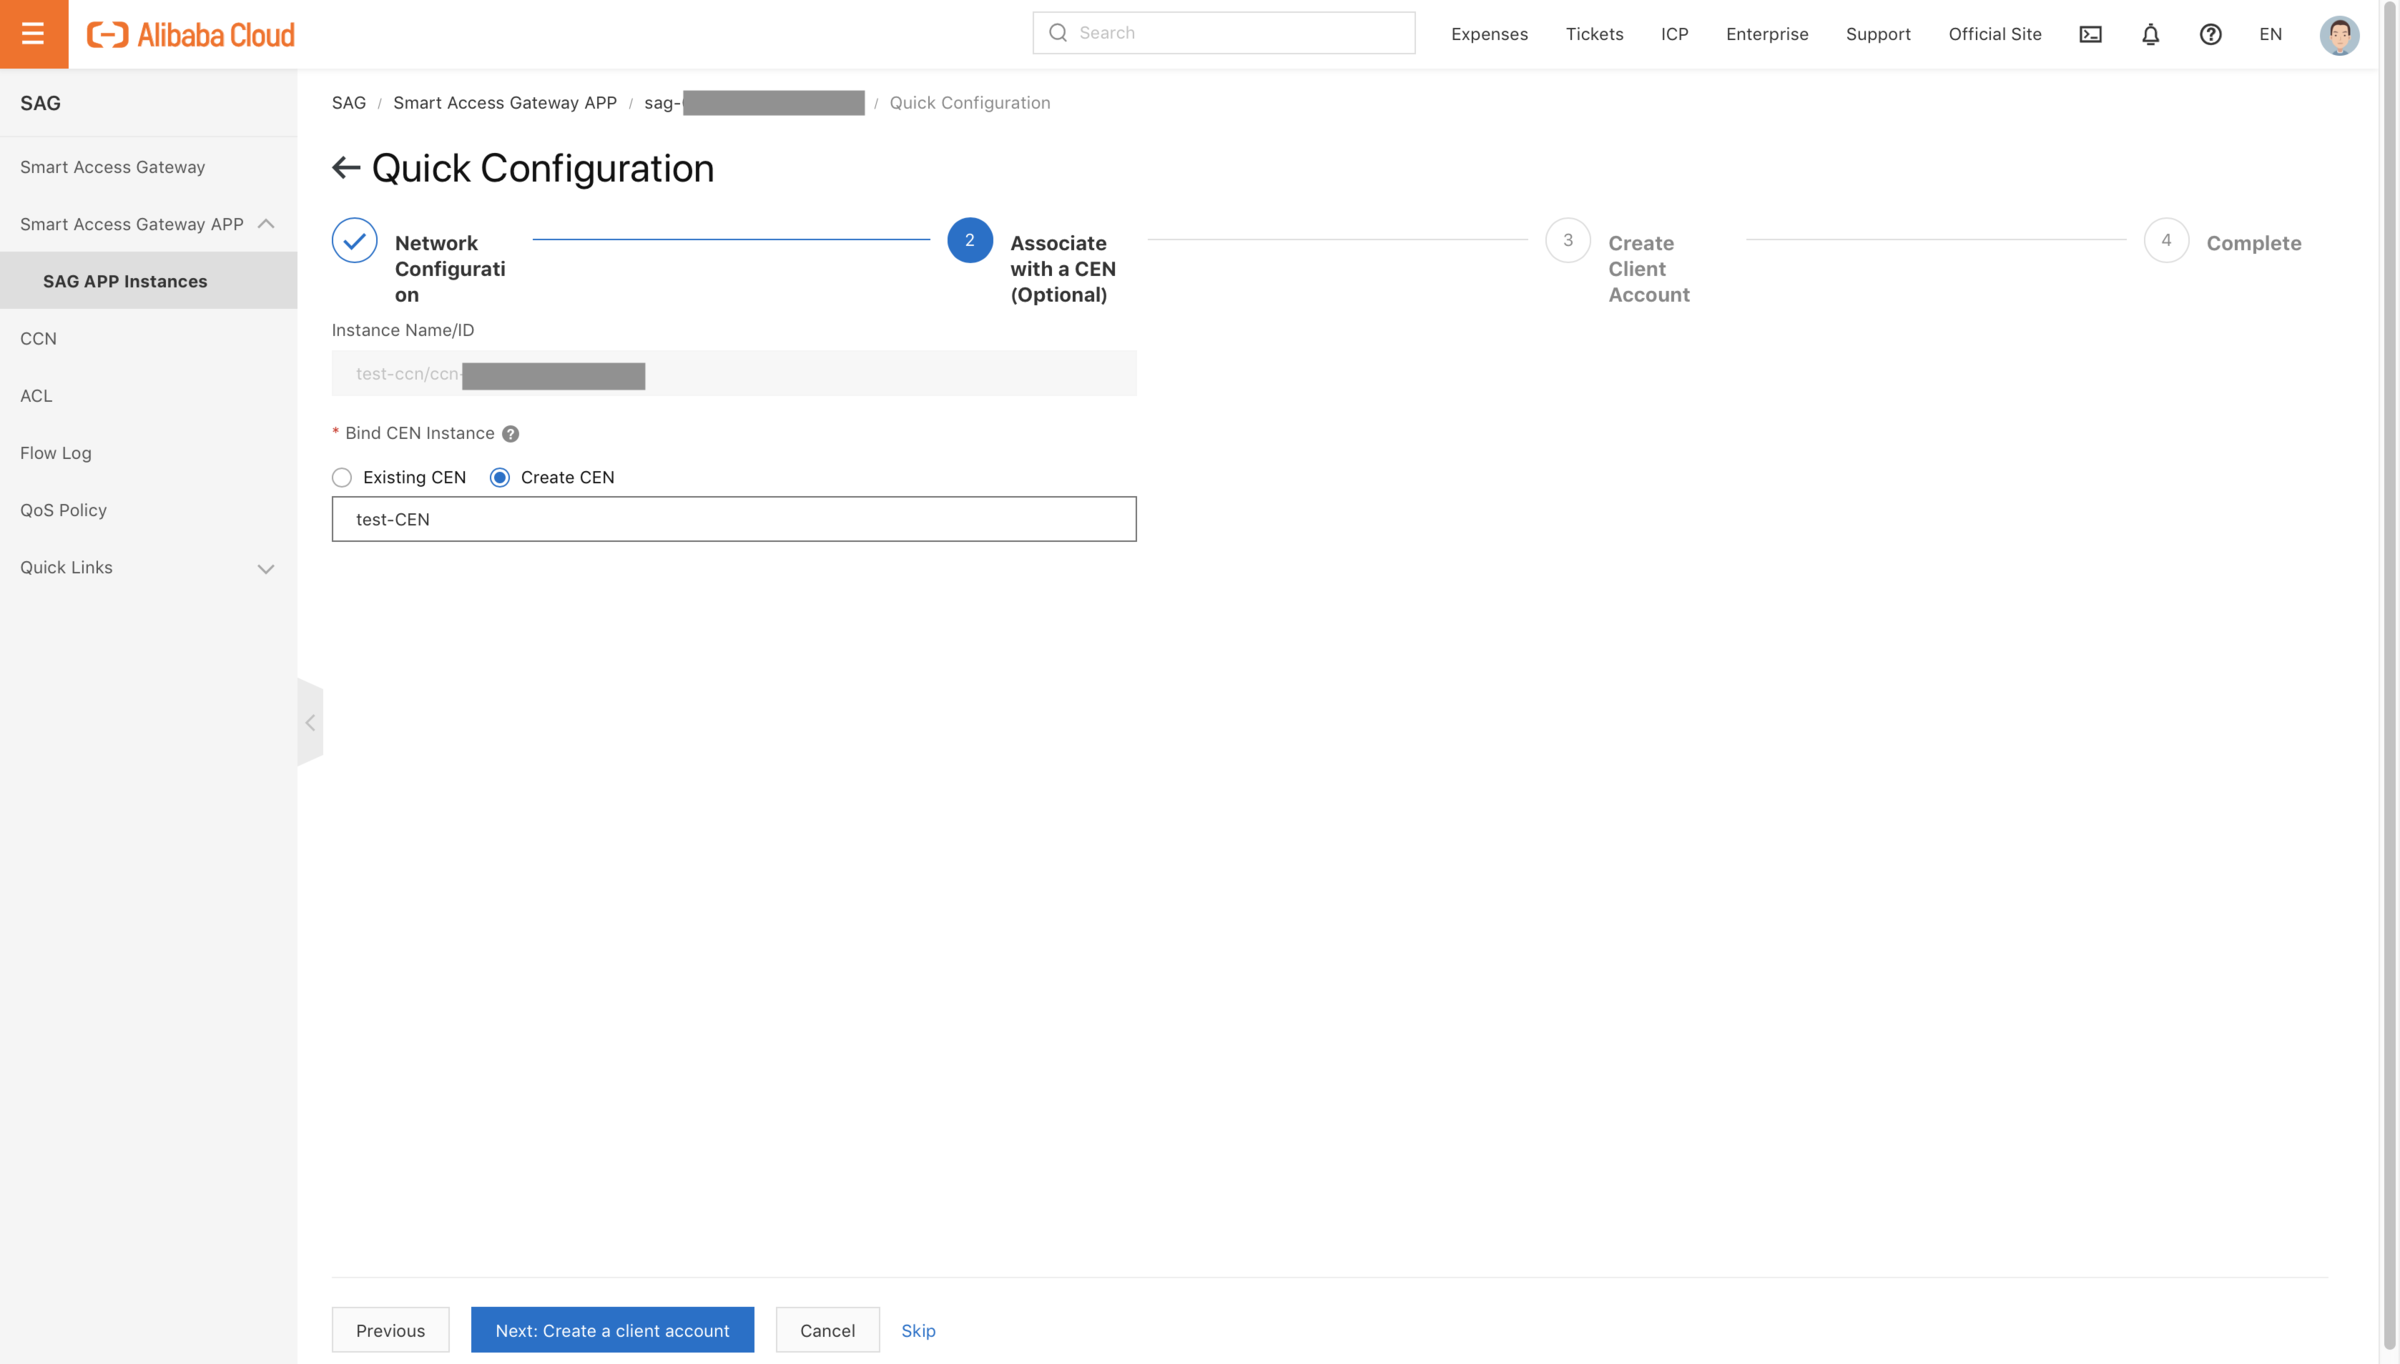 Alibaba Cloud
Search
Expenses
Tickets
ICP
Enterprise
Support
Official Site
EN
SAG
Smart Access Gateway
Smart Access Gateway APP
SAG APP Instances
CCN
ACL
Flow Log
QoS Policy
Quick Links
SAG / Smart Access Gateway APP / sag- / Quick Configuration
Quick Configuration
Network
Configurati
on
2
Associate
with a CEN
(Optional)
3
Create
Client
Account
4
Complete
Instance Name/ID
test-ccn/ccn-
* Bind CEN Instance ?
Existing CEN
Create CEN
test-CEN
Previous
Next: Create a client account
Cancel
Skip